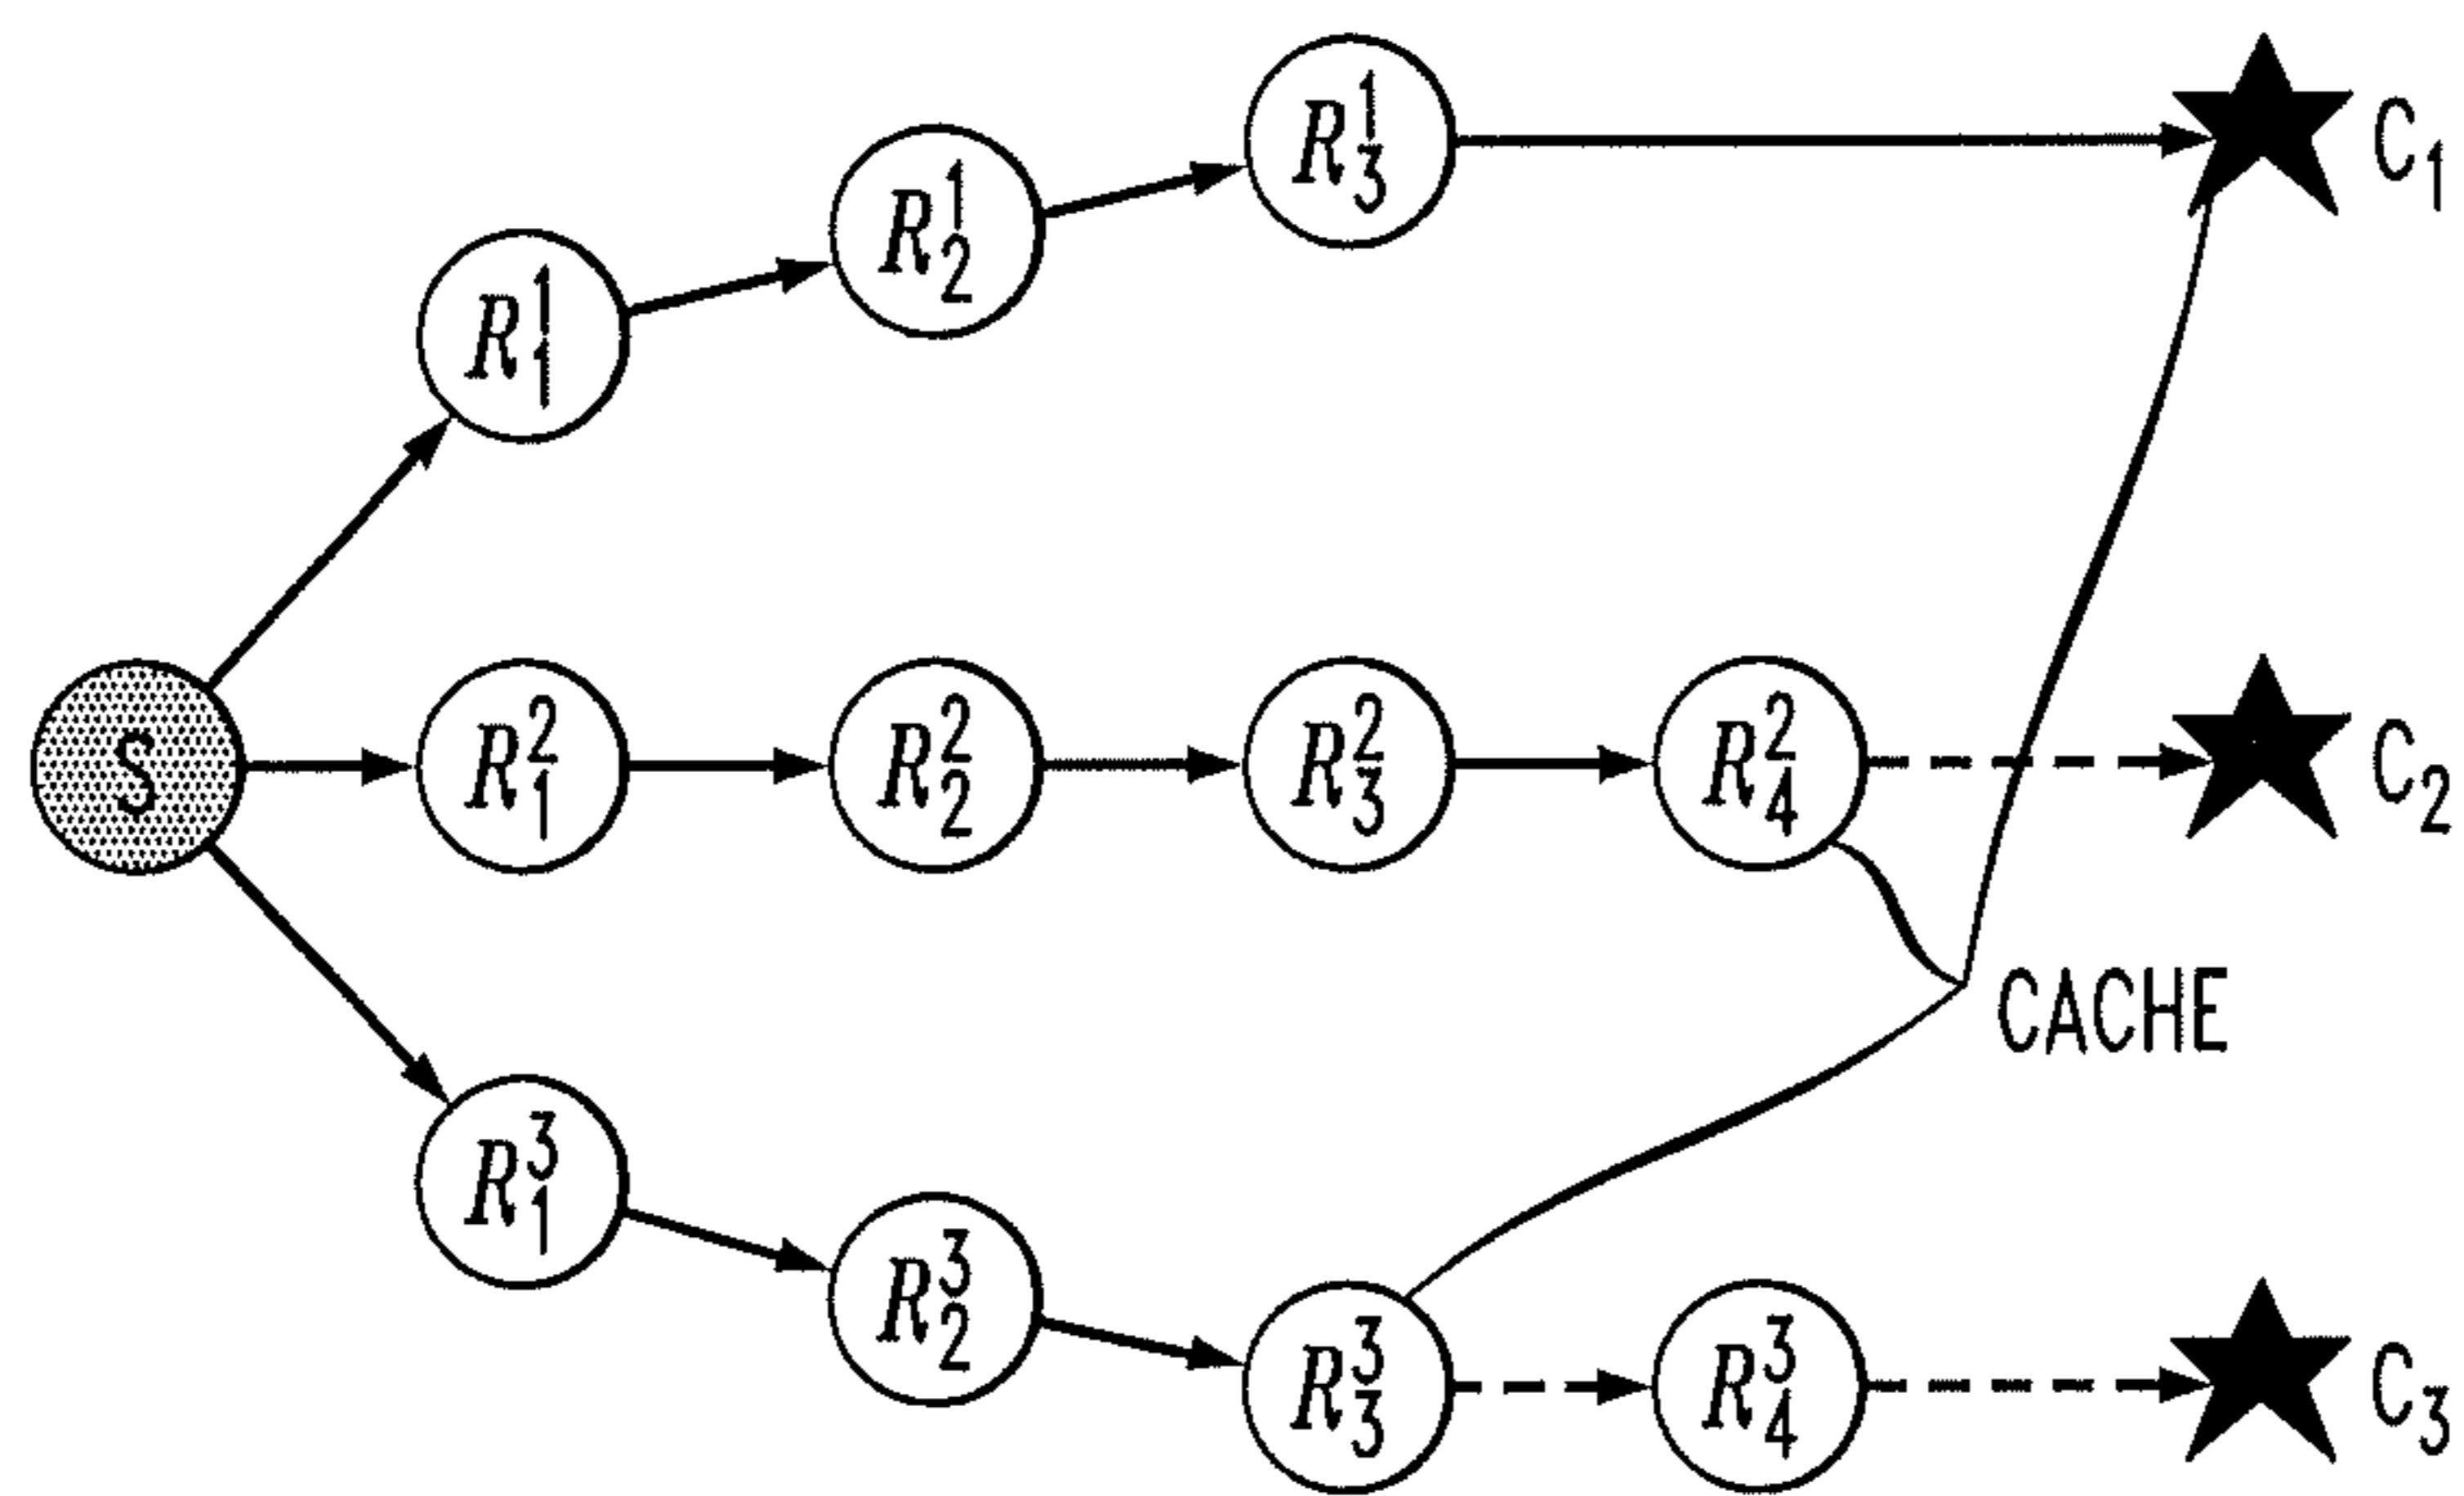 R₃¹
C₁
R₂¹
R₁¹
S
R₁²
R₂²
R₃²
R₄²
C₂
CACHE
R₁³
R₂³
R₃³
R₄³
C₃